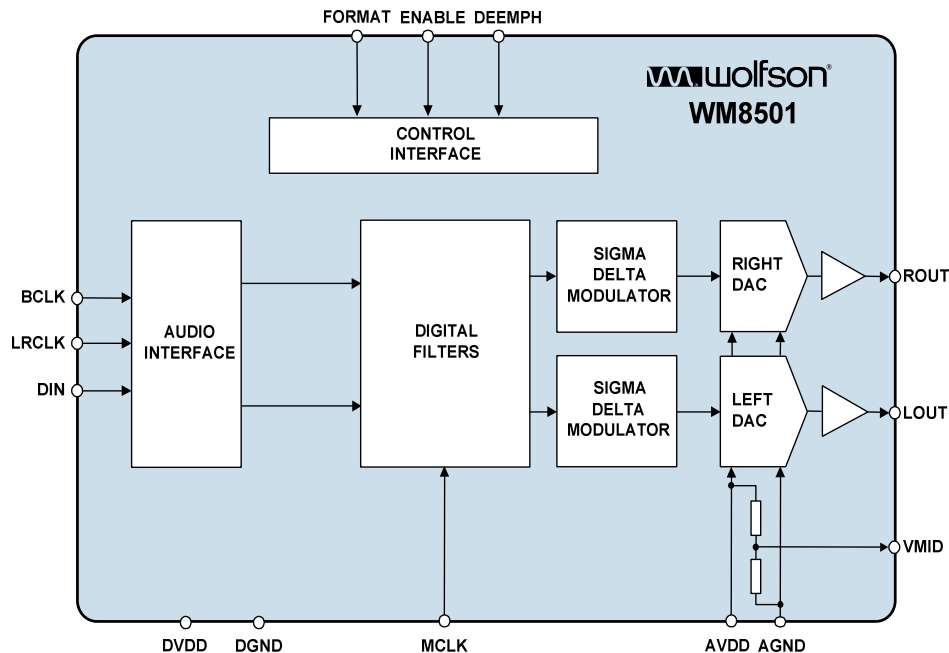 FORMAT ENABLE DEEMPH
wolfson®
WM8501
CONTROL
INTERFACE
BCLK
LRCLK
DIN
AUDIO
INTERFACE
DIGITAL
FILTERS
SIGMA
DELTA
MODULATOR
RIGHT
DAC
ROUT
SIGMA
DELTA
MODULATOR
LEFT
DAC
LOUT
VMID
DVDD DGND MCLK AVDD AGND